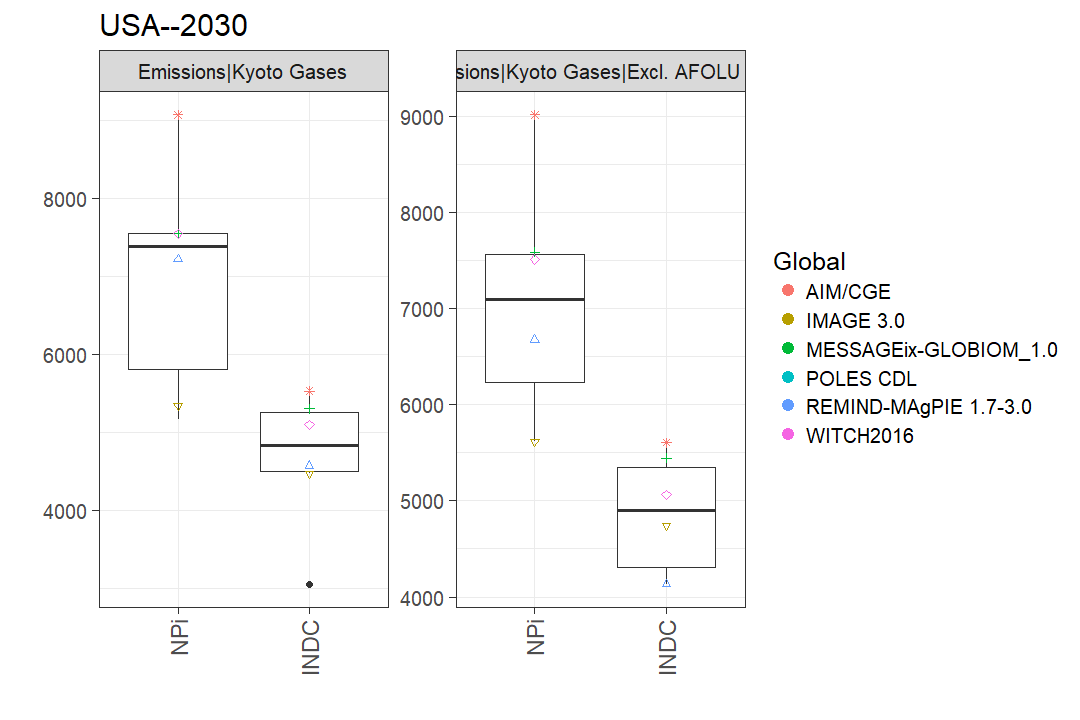 USA--2030
Emissions|Kyoto Gases
sions|Kyoto Gases|Excl. AFOLU
8000
6000
4000
9000
8000
7000
6000
5000
4000
NPi
INDC
NPi
INDC
Global
AIM/CGE
IMAGE 3.0
MESSAGEix-GLOBIOM_1.0
POLES CDL
REMIND-MAgPIE 1.7-3.0
WITCH2016